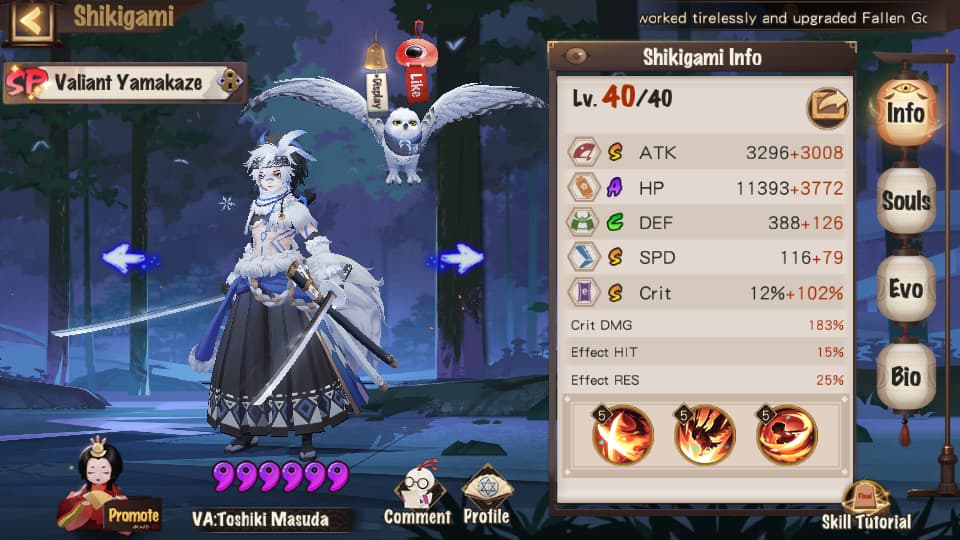 Shikigami
worked tirelessly and upgraded Fallen Go
SP Valiant Yamakaze
Display
Like
Shikigami Info
Lv. 40/40
S ATK 3296+3008
A HP 11393+3772
C DEF 388+126
S SPD 116+79
S Crit 12%+102%
Crit DMG 183%
Effect HIT 15%
Effect RES 25%
5 5 5
Info
Souls
Evo
Bio
Promote
VA:Toshiki Masuda
Comment
Profile
Final
Skill Tutorial